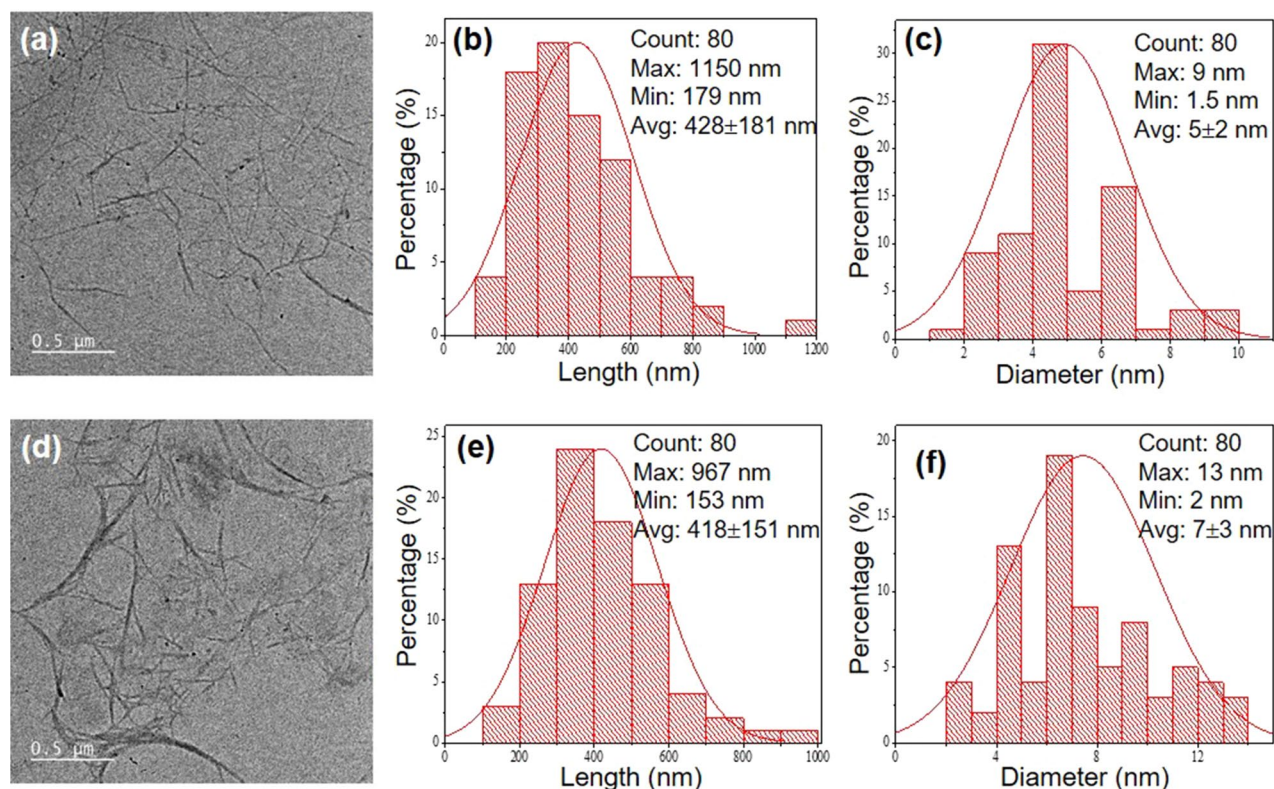 (a)
0.5 µm
(b)
Count: 80
Max: 1150 nm
Min: 179 nm
Avg: 428±181 nm
Percentage (%)
20
15
10
5
0
0 200 400 600 800 1000 1200
Length (nm)
(c)
Count: 80
Max: 9 nm
Min: 1.5 nm
Avg: 5±2 nm
Percentage (%)
30
25
20
15
10
5
0
0 2 4 6 8 10
Diameter (nm)
(d)
0.5 µm
(e)
Count: 80
Max: 967 nm
Min: 153 nm
Avg: 418±151 nm
Percentage (%)
25
20
15
10
5
0
0 200 400 600 800 1000
Length (nm)
(f)
Count: 80
Max: 13 nm
Min: 2 nm
Avg: 7±3 nm
Percentage (%)
20
15
10
5
0
0 4 8 12
Diameter (nm)